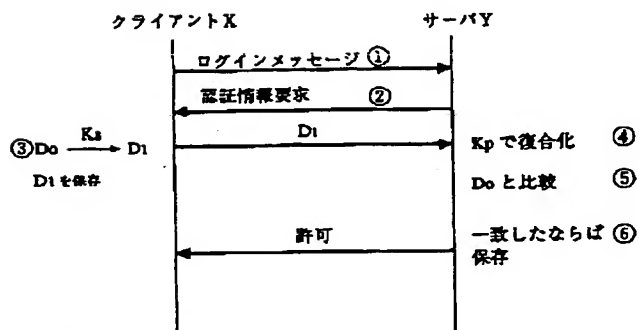 クライアントX
サーバY
ログインメッセージ ①
認証情報要求 ②
③ Do Ks D1
D1を保存
D1
Kpで復合化 ④
Doと比較 ⑤
一致したならば ⑥
保存
許可